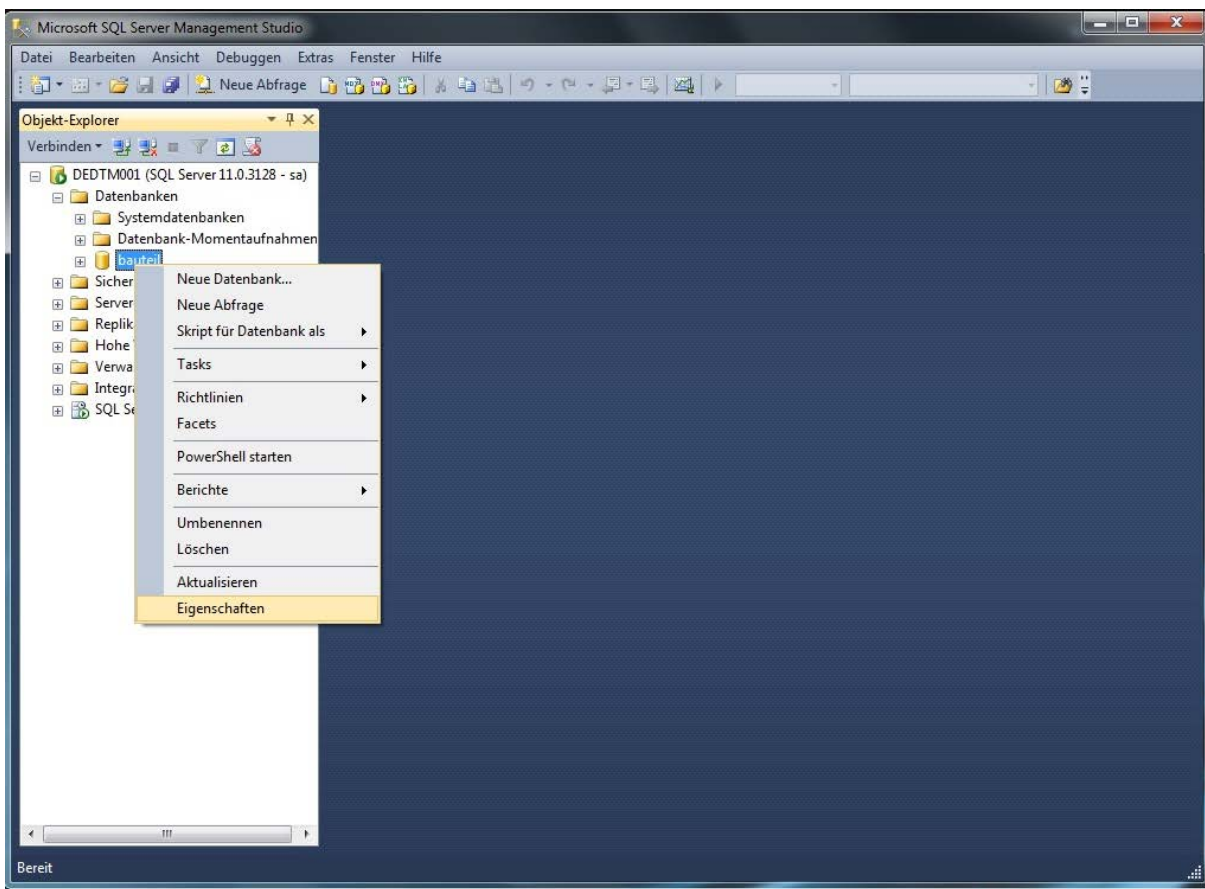 Microsoft SQL Server Management Studio
Datei Bearbeiten Ansicht Debuggen Extras Fenster Hilfe
Neue Abfrage
Objekt-Explorer
Verbinden
DEDTM001 (SQL Server 11.0.3128 - sa)
Datenbanken
Systemdatenbanken
Datenbank-Momentaufnahmen
bauteil
Sicher
Server
Replik
Hohe
Verwa
Integra
SQL Se
Neue Datenbank...
Neue Abfrage
Skript für Datenbank als
Tasks
Richtlinien
Facets
PowerShell starten
Berichte
Umbenennen
Löschen
Aktualisieren
Eigenschaften
Bereit